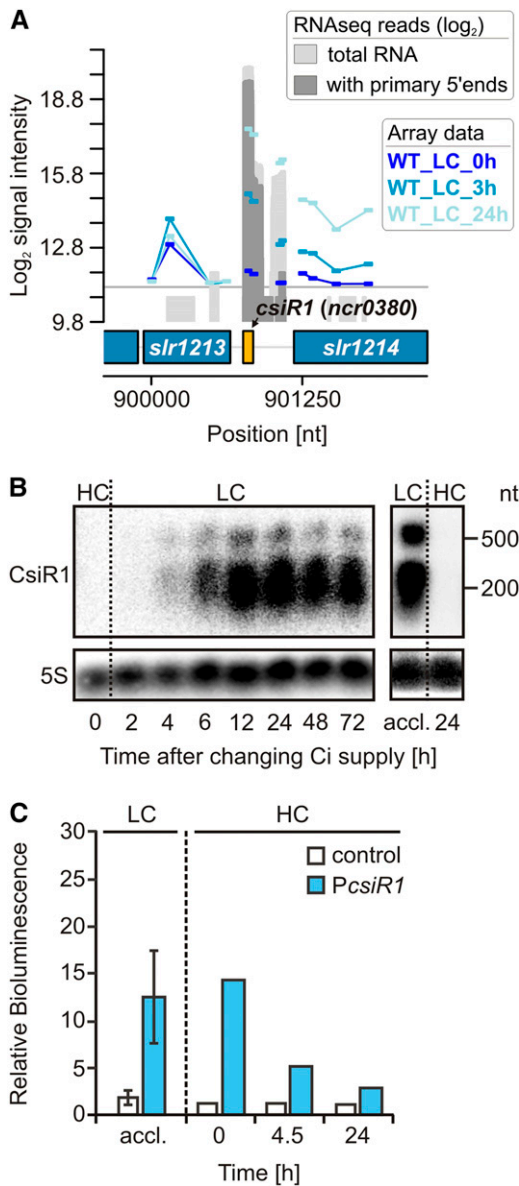 A
RNAseq reads (log₂)
total RNA
with primary 5'ends
Array data
WT_LC_0h
WT_LC_3h
WT_LC_24h
Log₂ signal intensity
18.8
15.8
12.8
9.8
csiR1 (ncr0380)
slr1213
slr1214
900000 901250
Position [nt]
B
HC LC LC HC nt
CsiR1
500
200
5S
0 2 4 6 12 24 48 72 accl. 24
Time after changing Ci supply [h]
C
LC HC
control
PcsiR1
Relative Bioluminescence
30
25
20
15
10
5
0
accl. 0 4.5 24
Time [h]